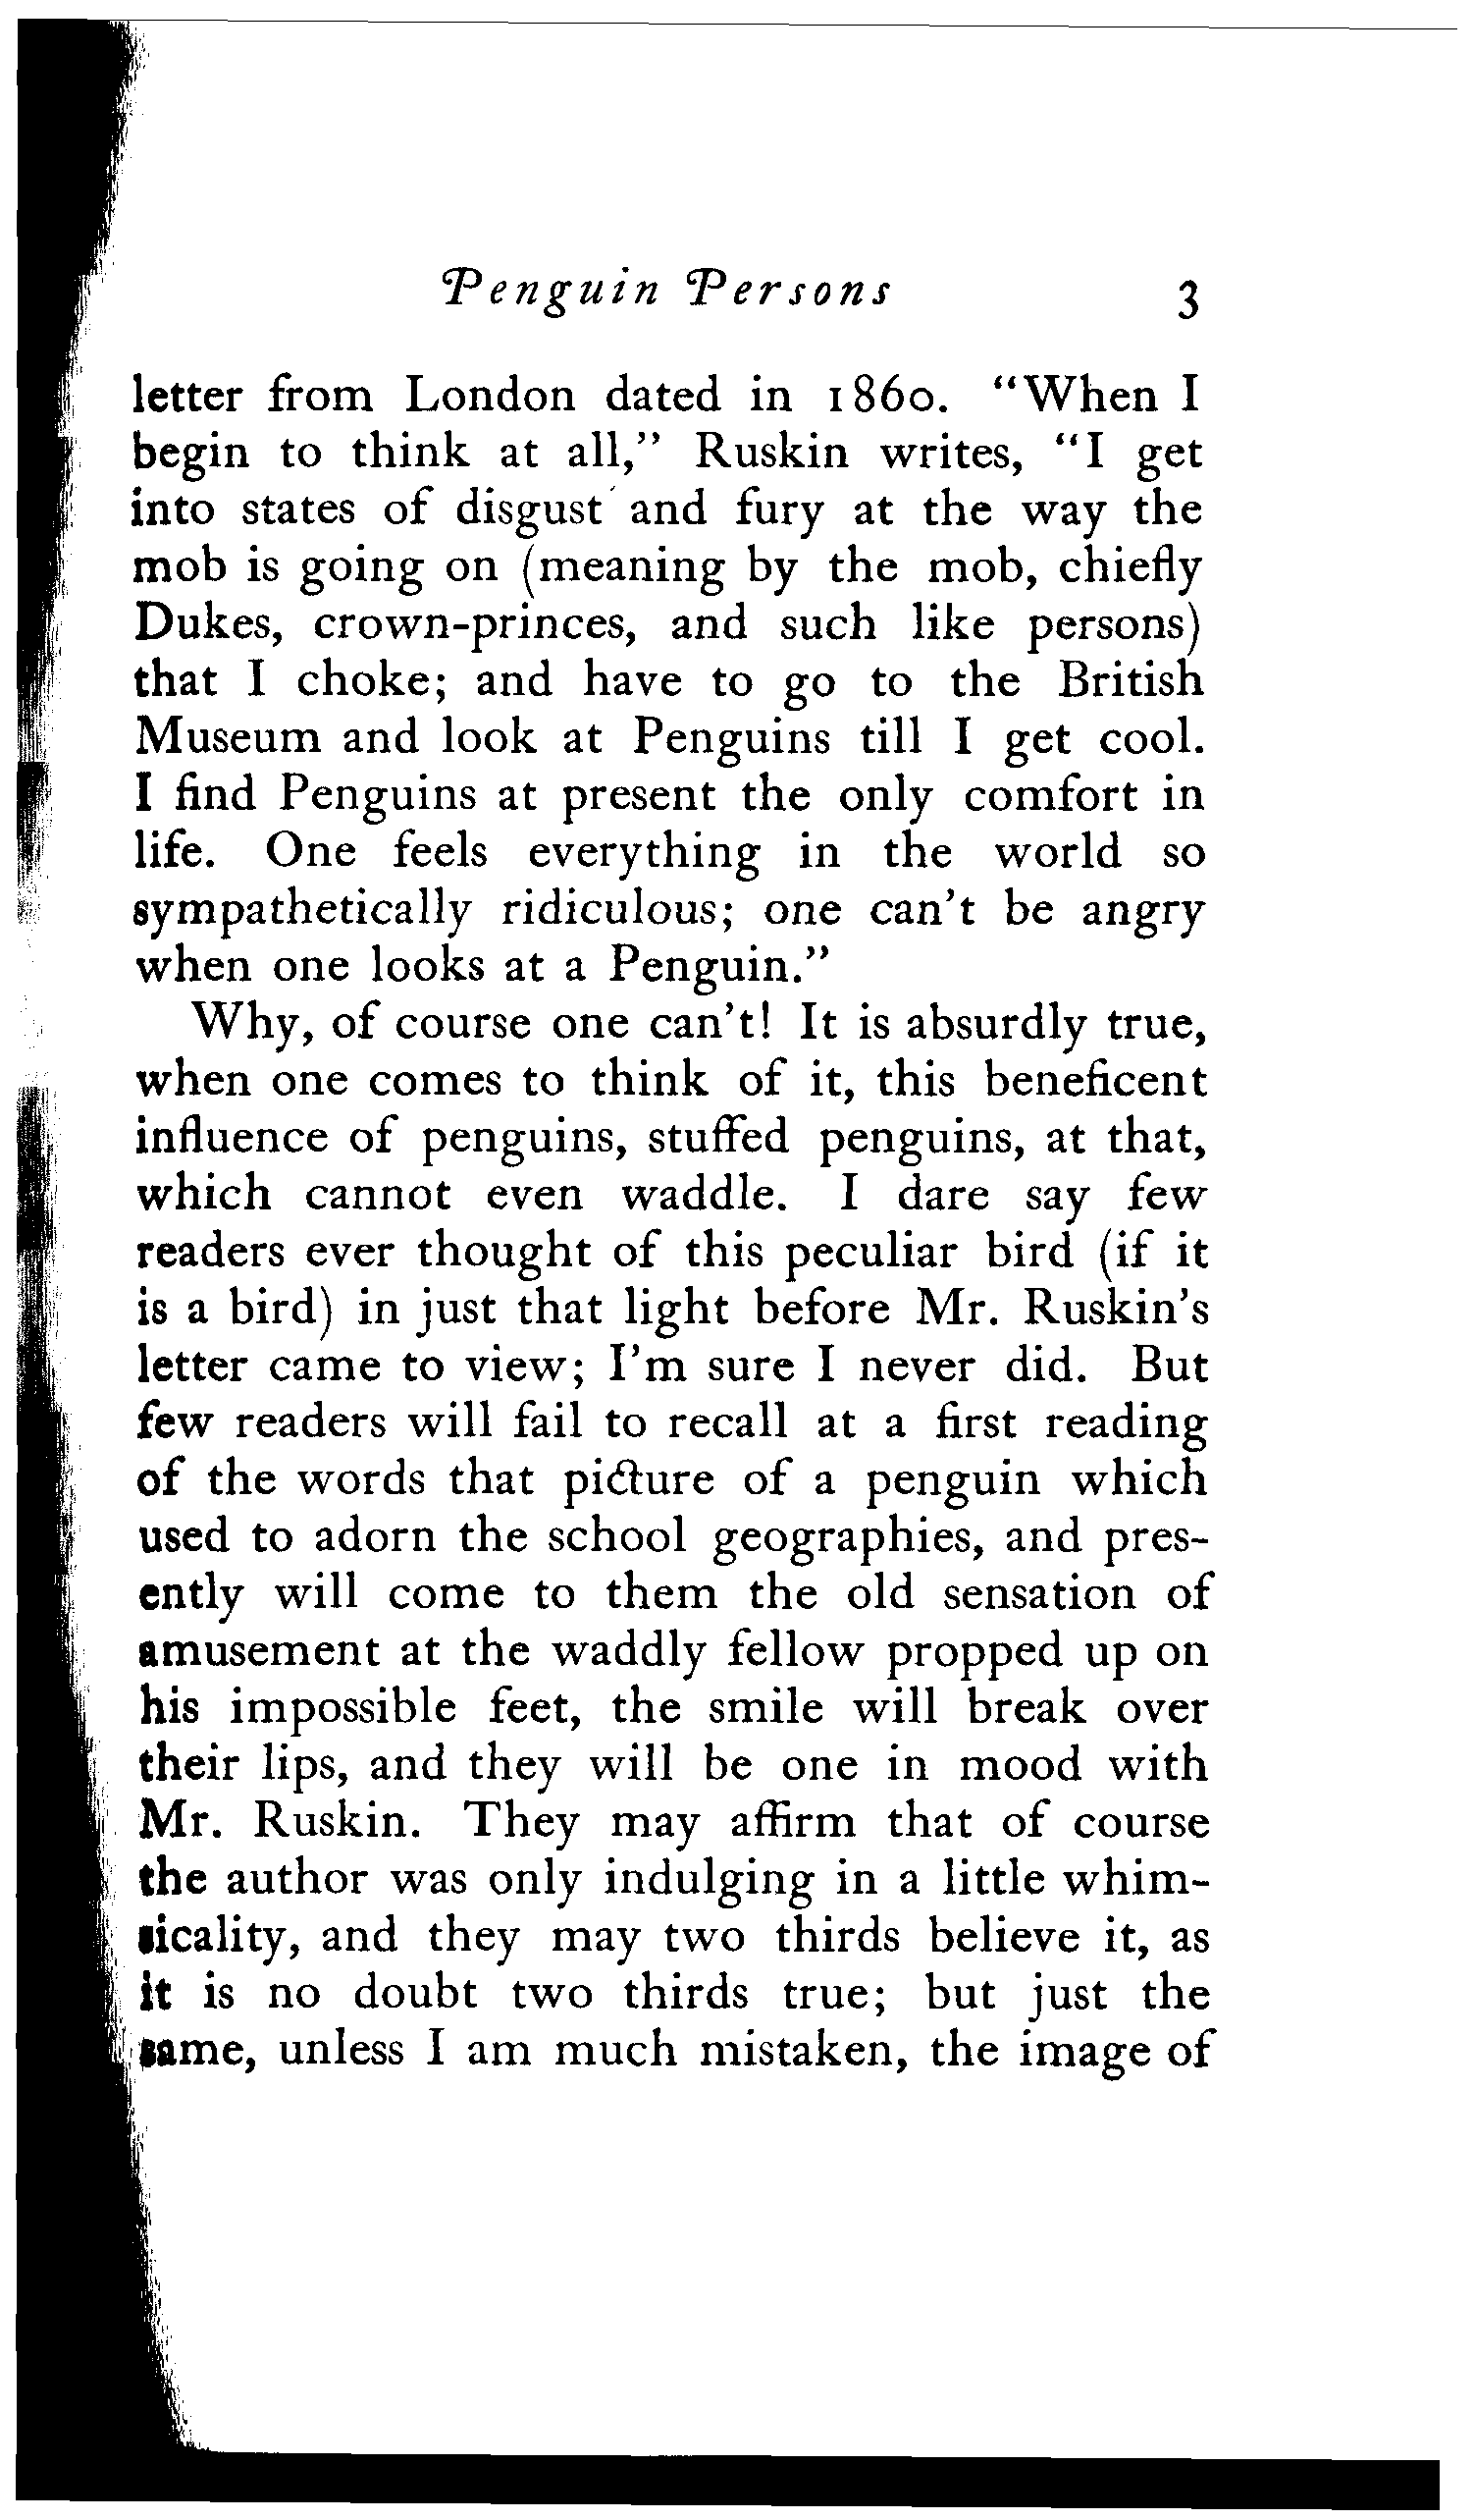 Penguin Persons 3
letter from London dated in 1860. “When I
begin to think at all,” Ruskin writes, “I get
into states of disgust and fury at the way the
mob is going on (meaning by the mob, chiefly
Dukes, crown-princes, and such like persons)
that I choke; and have to go to the British
Museum and look at Penguins till I get cool.
I find Penguins at present the only comfort in
life. One feels everything in the world so
sympathetically ridiculous; one can’t be angry
when one looks at a Penguin.”
Why, of course one can’t! It is absurdly true,
when one comes to think of it, this beneficent
influence of penguins, stuffed penguins, at that,
which cannot even waddle. I dare say few
readers ever thought of this peculiar bird (if it
is a bird) in just that light before Mr. Ruskin’s
letter came to view; I’m sure I never did. But
few readers will fail to recall at a first reading
of the words that picture of a penguin which
used to adorn the school geographies, and pres-
ently will come to them the old sensation of
amusement at the waddly fellow propped up on
his impossible feet, the smile will break over
their lips, and they will be one in mood with
Mr. Ruskin. They may affirm that of course
the author was only indulging in a little whim-
sicality, and they may two thirds believe it, as
it is no doubt two thirds true; but just the
same, unless I am much mistaken, the image of